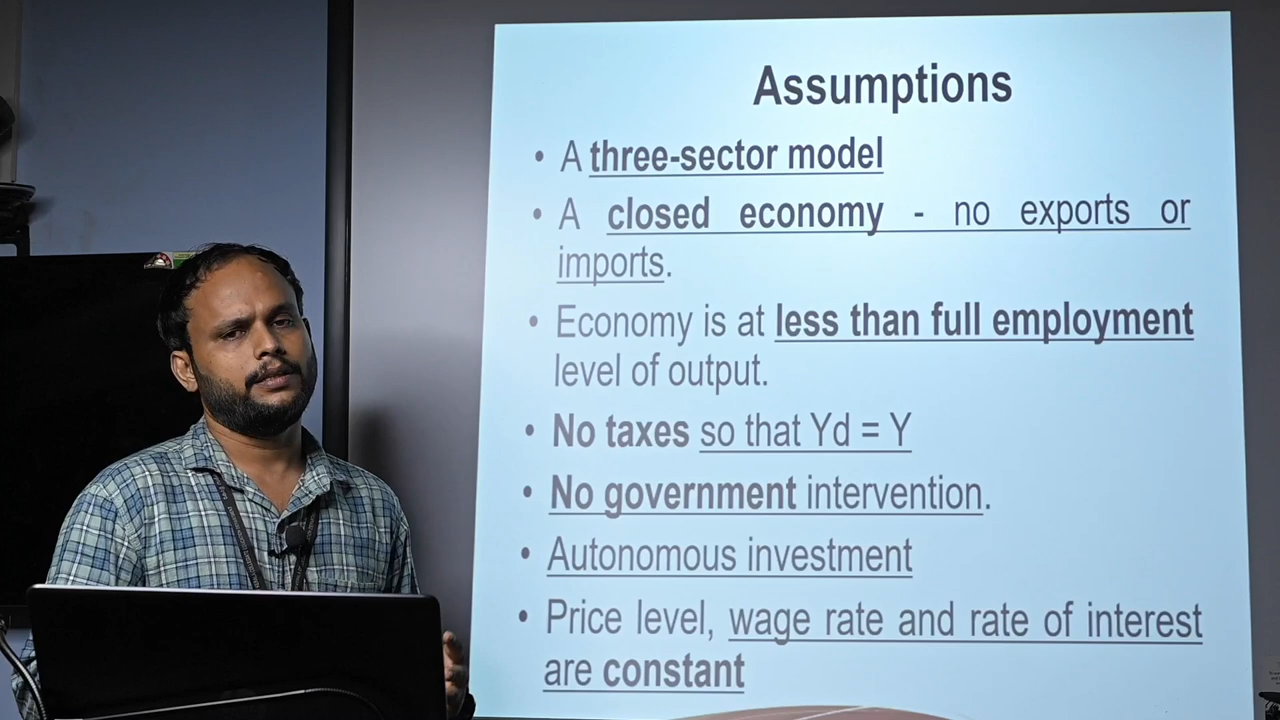 Assumptions
• A three-sector model
• A closed economy - no exports or
imports.
• Economy is at less than full employment
level of output.
• No taxes so that Yd = Y
• No government intervention.
• Autonomous investment
• Price level, wage rate and rate of interest
are constant